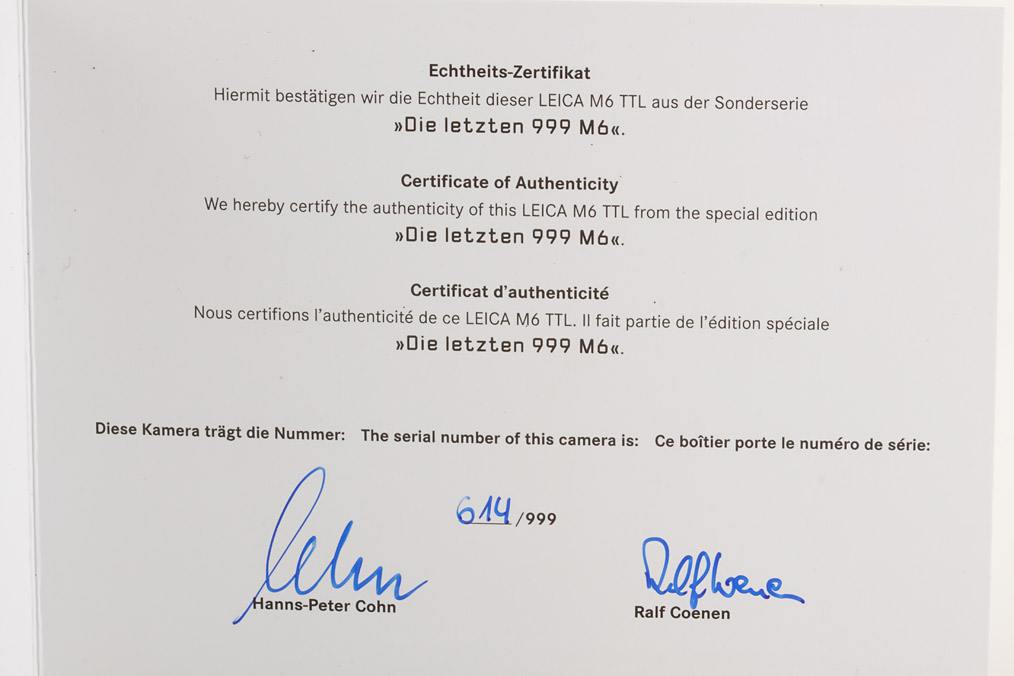 Echtheits-Zertifikat
Hiermit bestätigen wir die Echtheit dieser LEICA M6 TTL aus der Sonderserie
»Die letzten 999 M6«.
Certificate of Authenticity
We hereby certify the authenticity of this LEICA M6 TTL from the special edition
»Die letzten 999 M6«.
Certificat d'authenticité
Nous certifions l'authenticité de ce LEICA M6 TTL. Il fait partie de l'édition spéciale
»Die letzten 999 M6«.
Diese Kamera trägt die Nummer: The serial number of this camera is: Ce boîtier porte le numéro de série:
614/999
Cohn Ralf Coenen
Hanns-Peter Cohn Ralf Coenen